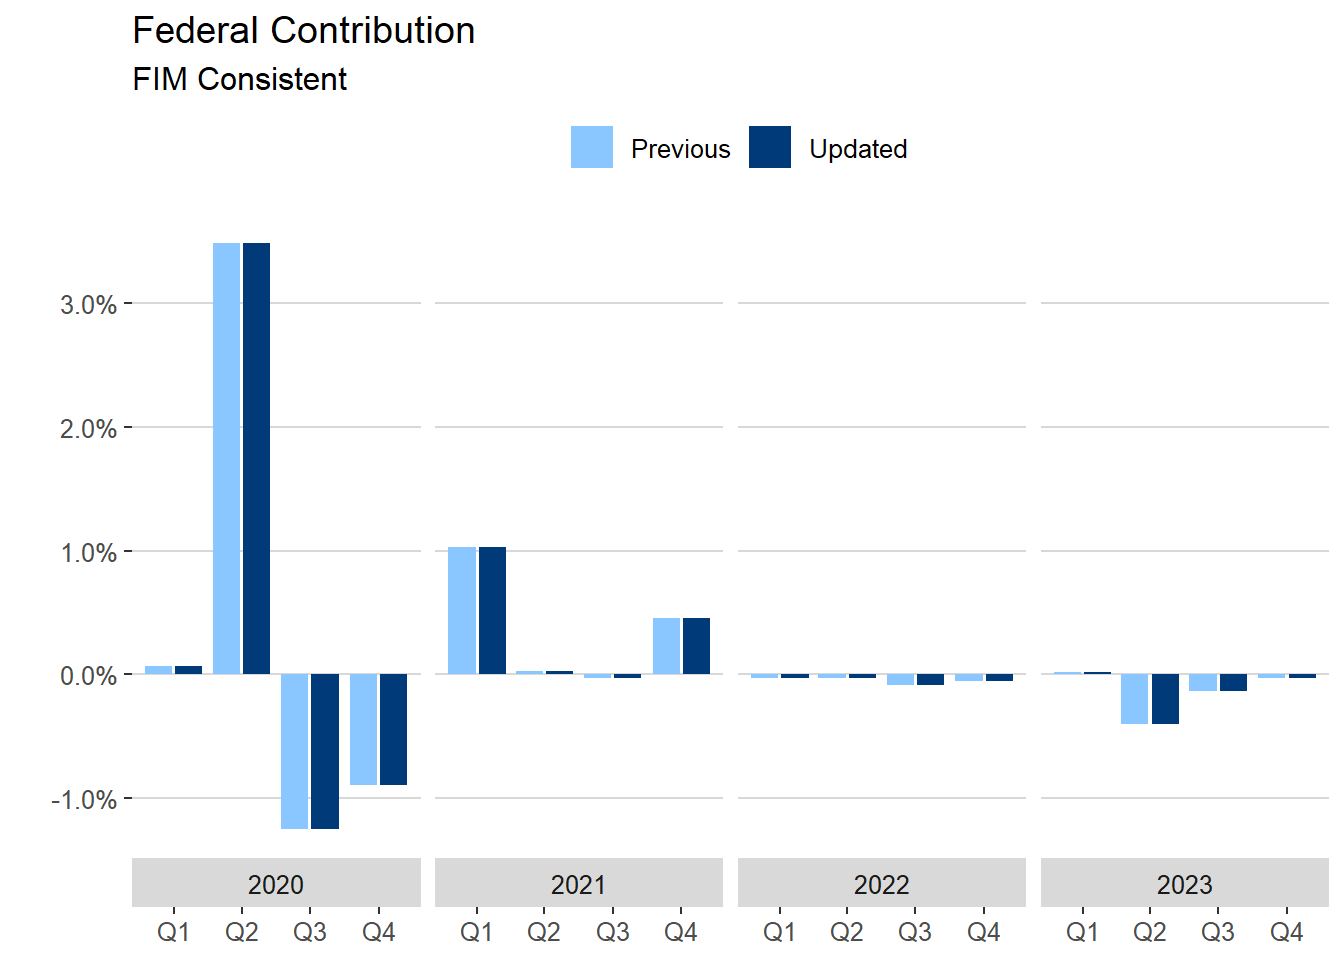 Federal Contribution
FIM Consistent
Previous Updated
3.0%
2.0%
1.0%
0.0%
-1.0%
2020 2021 2022 2023
Q1 Q2 Q3 Q4 Q1 Q2 Q3 Q4 Q1 Q2 Q3 Q4 Q1 Q2 Q3 Q4